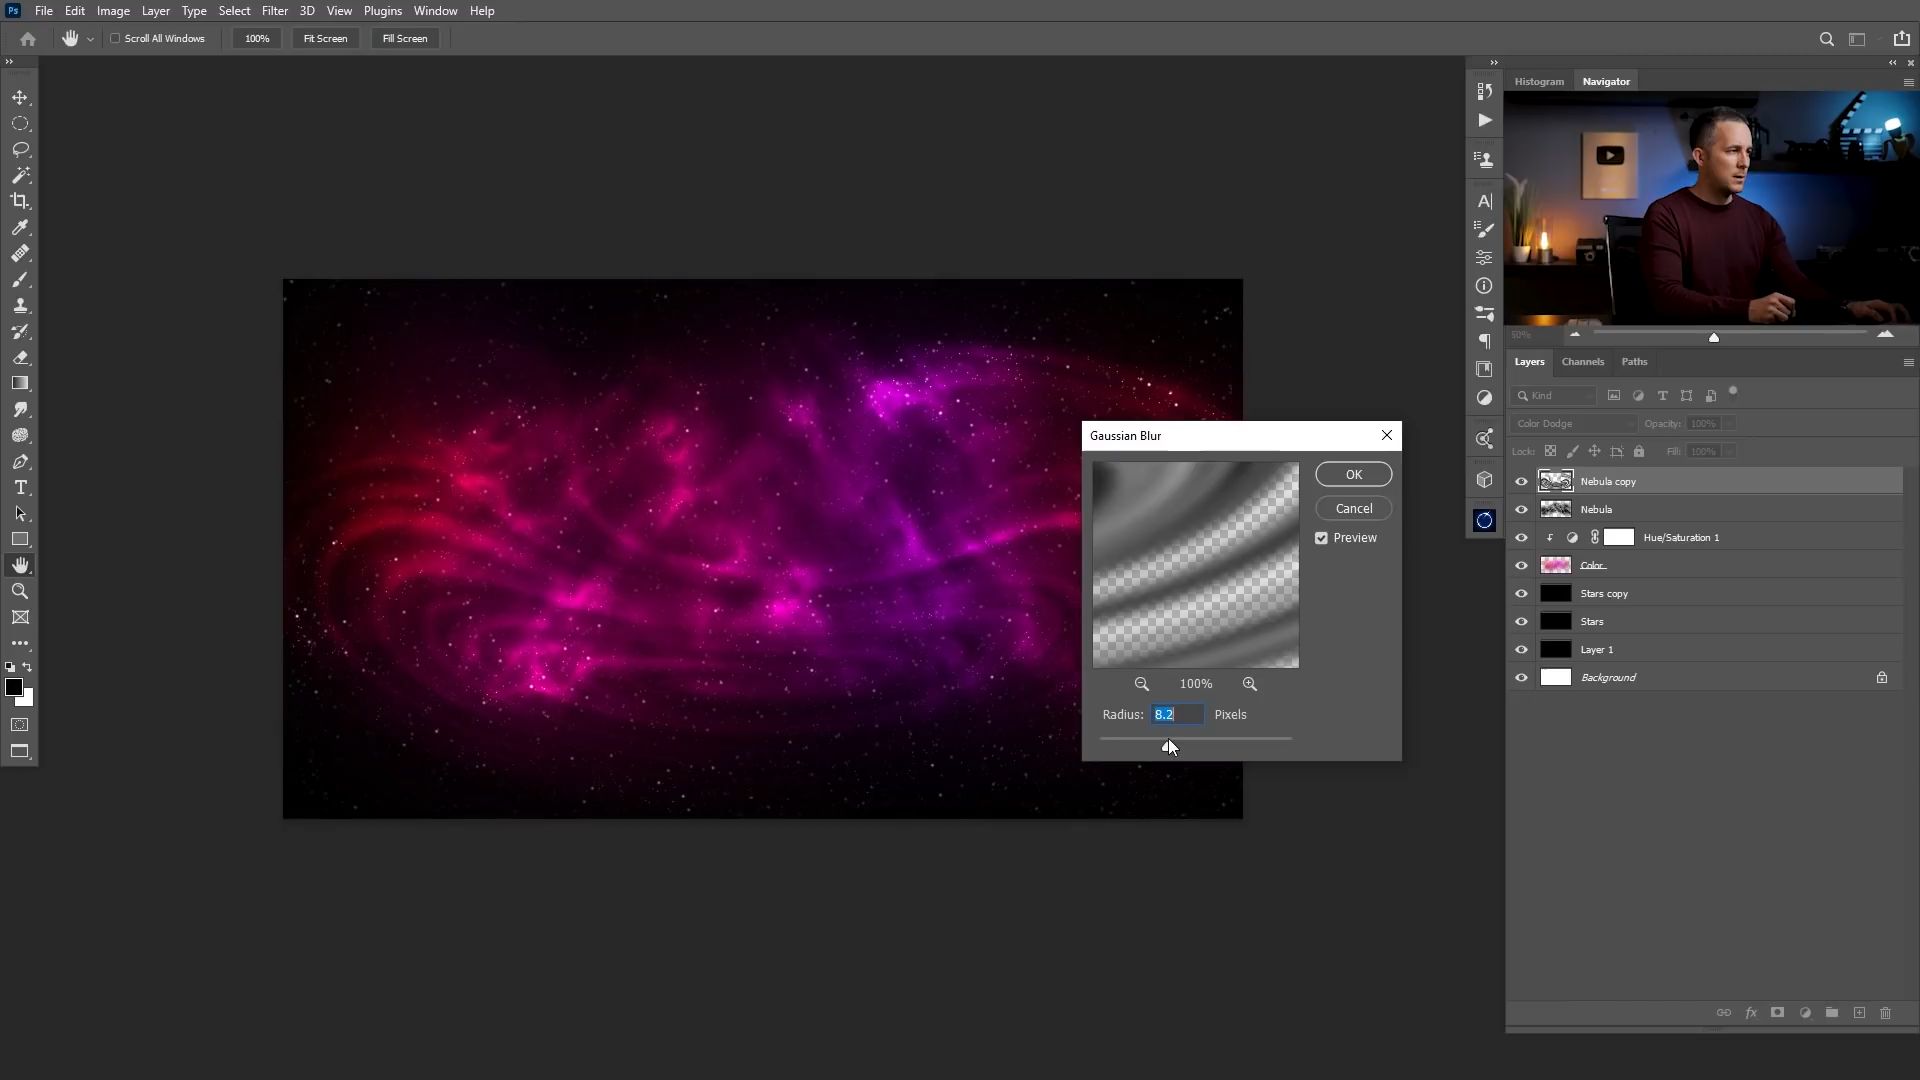 Ps File Edit Image Layer Type Select Filter 3D View Plugins Window Help
Scroll All Windows 100% Fit Screen Fill Screen
Histogram Navigator
50%
Layers Channels Paths
Kind
Color Dodge Opacity: 100%
Lock: Fill: 100%
Nebula copy
Nebula
Hue/Saturation 1
Color
Stars copy
Stars
Layer 1
Background
Gaussian Blur
OK
Cancel
Preview
100%
Radius: 8.2 Pixels